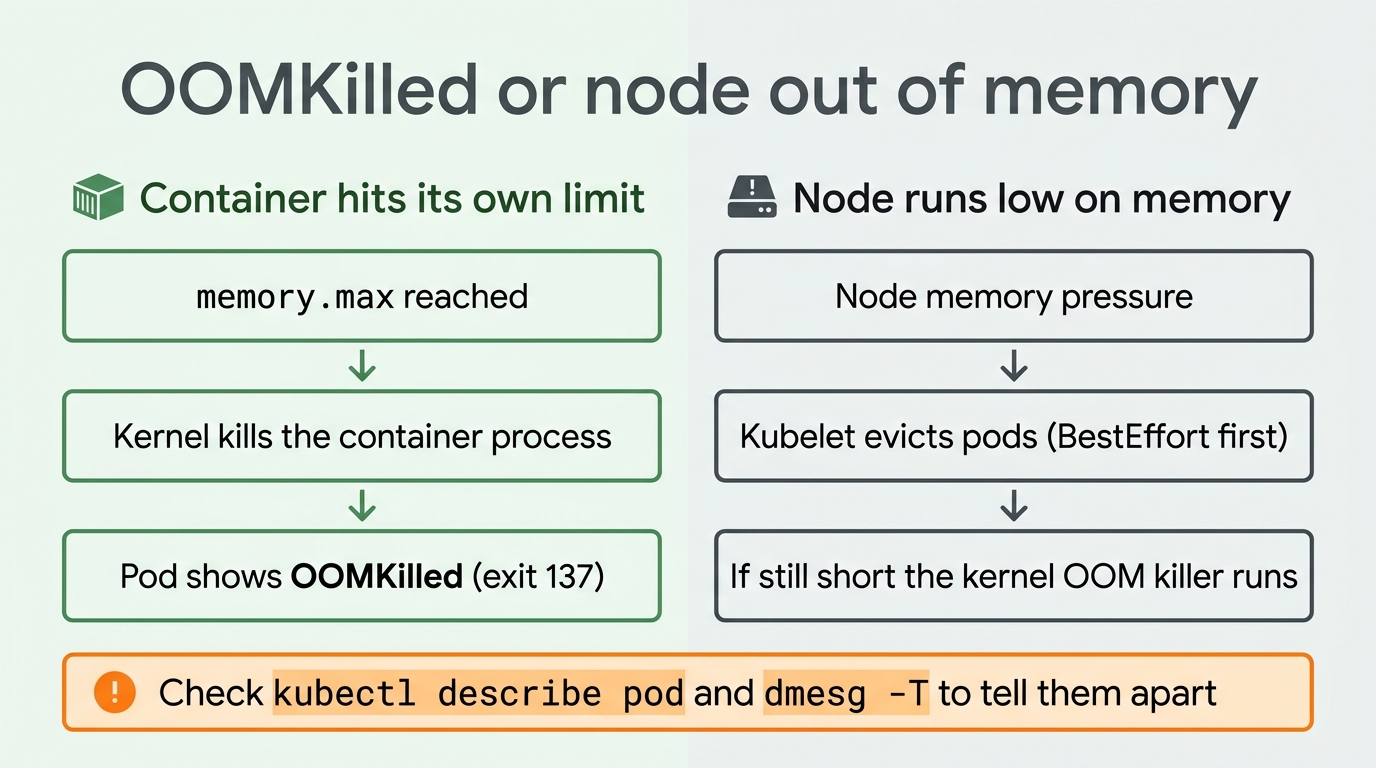 OOMKilled or node out of memory
Container hits its own limit
memory.max reached
Kernel kills the container process
Pod shows OOMKilled (exit 137)
Node runs low on memory
Node memory pressure
Kubelet evicts pods (BestEffort first)
If still short the kernel OOM killer runs
Check kubectl describe pod and dmesg -T to tell them apart